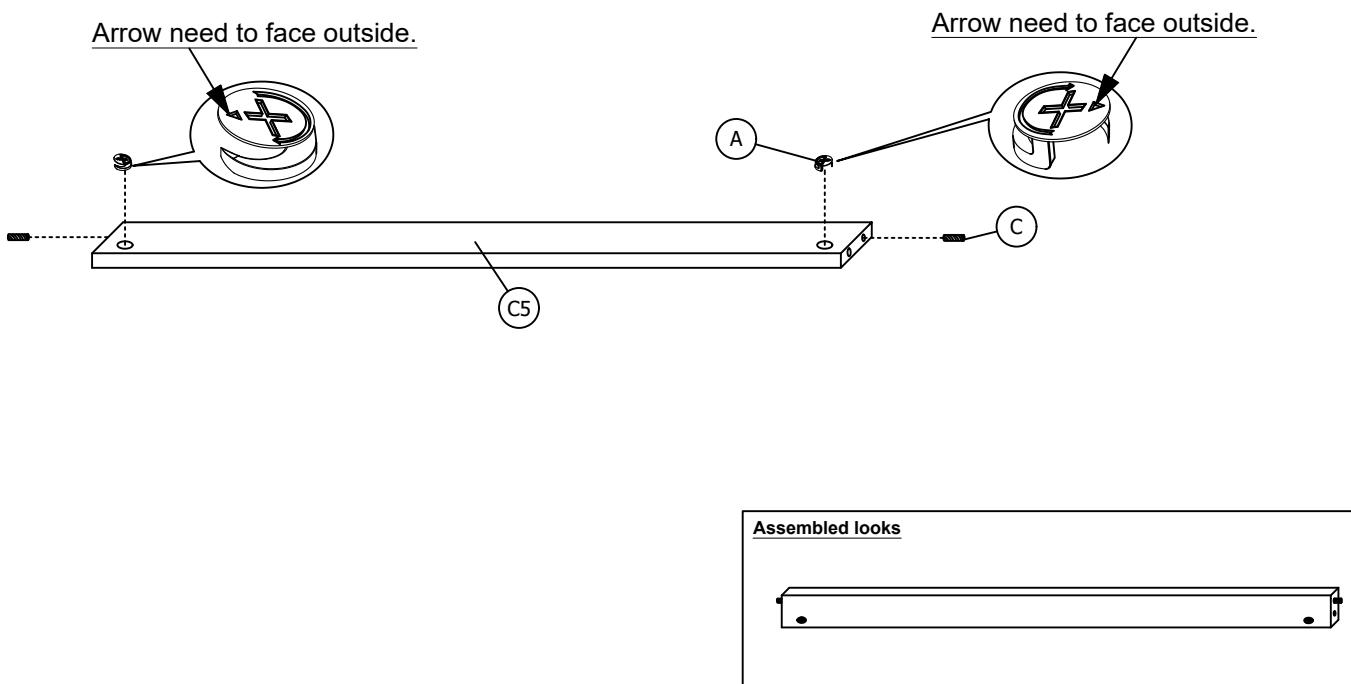 Arrow need to face outside.
Arrow need to face outside.
A
C
C5
Assembled looks